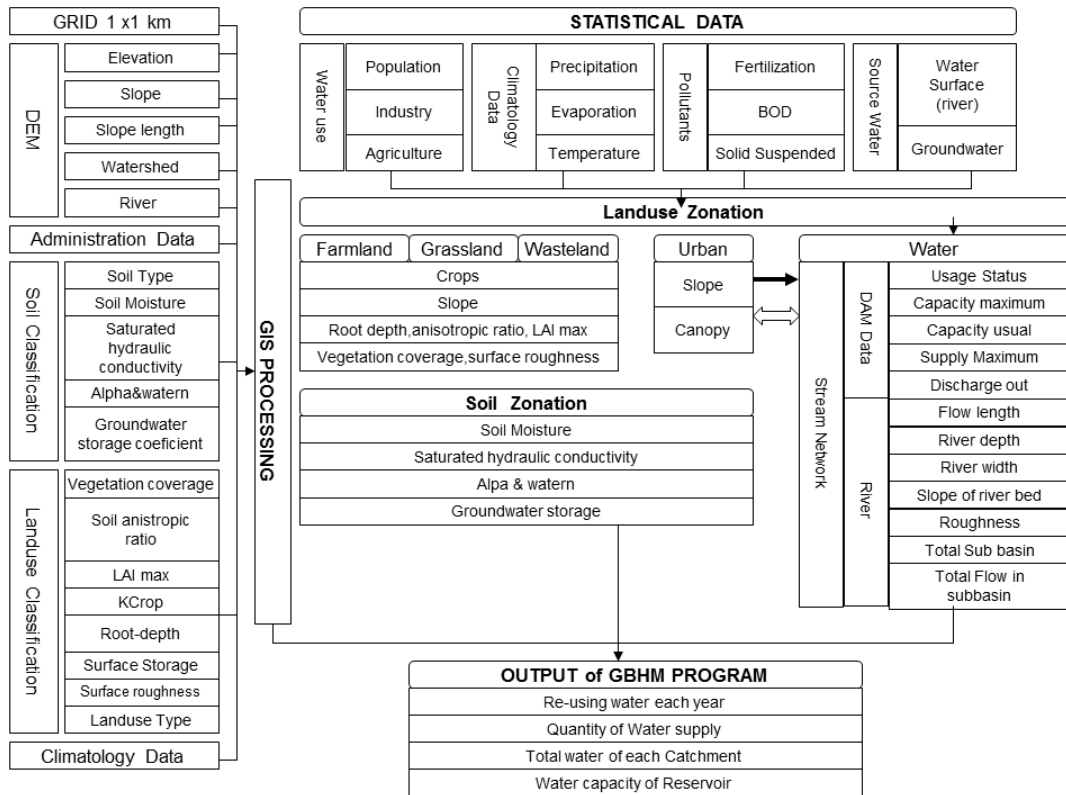 GRID 1 x1 km
DEM
Elevation
Slope
Slope length
Watershed
River
Administration Data
Soil Classification
Soil Type
Soil Moisture
Saturated
hydraulic
conductivity
Alpha&watern
Groundwater
storage coeficient
Landuse Classification
Vegetation coverage
Soil anistropic
ratio
LAI max
KCrop
Root-depth
Surface Storage
Surface roughness
Landuse Type
Climatology Data
GIS PROCESSING
STATISTICAL DATA
Water use
Population
Industry
Agriculture
Climatology
Data
Precipitation
Evaporation
Temperature
Pollutants
Fertilization
BOD
Solid Suspended
Source Water
Water
Surface
(river)
Groundwater
Landuse Zonation
Farmland
Grassland
Wasteland
Crops
Slope
Root depth,anisotropic ratio, LAI max
Vegetation coverage,surface roughness
Urban
Slope
Canopy
Water
Stream Network
DAM Data
Usage Status
Capacity maximum
Capacity usual
Supply Maximum
Discharge out
River
Flow length
River depth
River width
Slope of river bed
Roughness
Total Sub basin
Total Flow in
subbasin
Soil Zonation
Soil Moisture
Saturated hydraulic conductivity
Alpa & watern
Groundwater storage
OUTPUT of GBHM PROGRAM
Re-using water each year
Quantity of Water supply
Total water of each Catchment
Water capacity of Reservoir